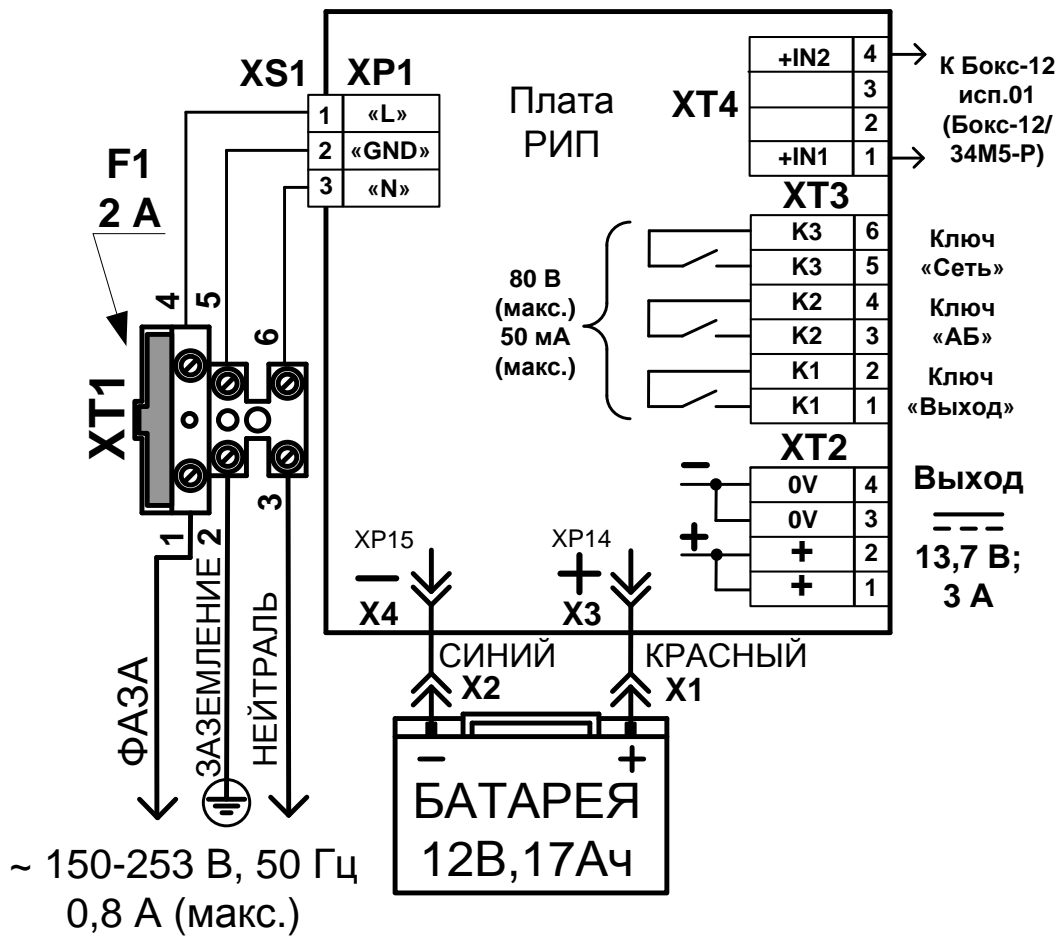 XS1 XP1
1 «L»
2 «GND»
3 «N»
F1
2 А
4
5
6
XT1
1
2
3
ФАЗА
ЗАЗЕМЛЕНИЕ
НЕЙТРАЛЬ
~ 150-253 В, 50 Гц
0,8 А (макс.)
Плата
РИП
XT4
+IN2 4
3
2
+IN1 1
К Бокс-12
исп.01
(Бокс-12/
34М5-Р)
XT3
K3 6
K3 5
K2 4
K2 3
K1 2
K1 1
80 В
(макс.)
50 мА
(макс.)
Ключ
«Сеть»
Ключ
«АБ»
Ключ
«Выход»
XT2
− 0V 4
0V 3
+ + 2
+ 1
Выход
13,7 В;
3 А
XP15
−
X4
XP14
+
X3
СИНИЙ
X2
КРАСНЫЙ
X1
− +
БАТАРЕЯ
12В,17Ач